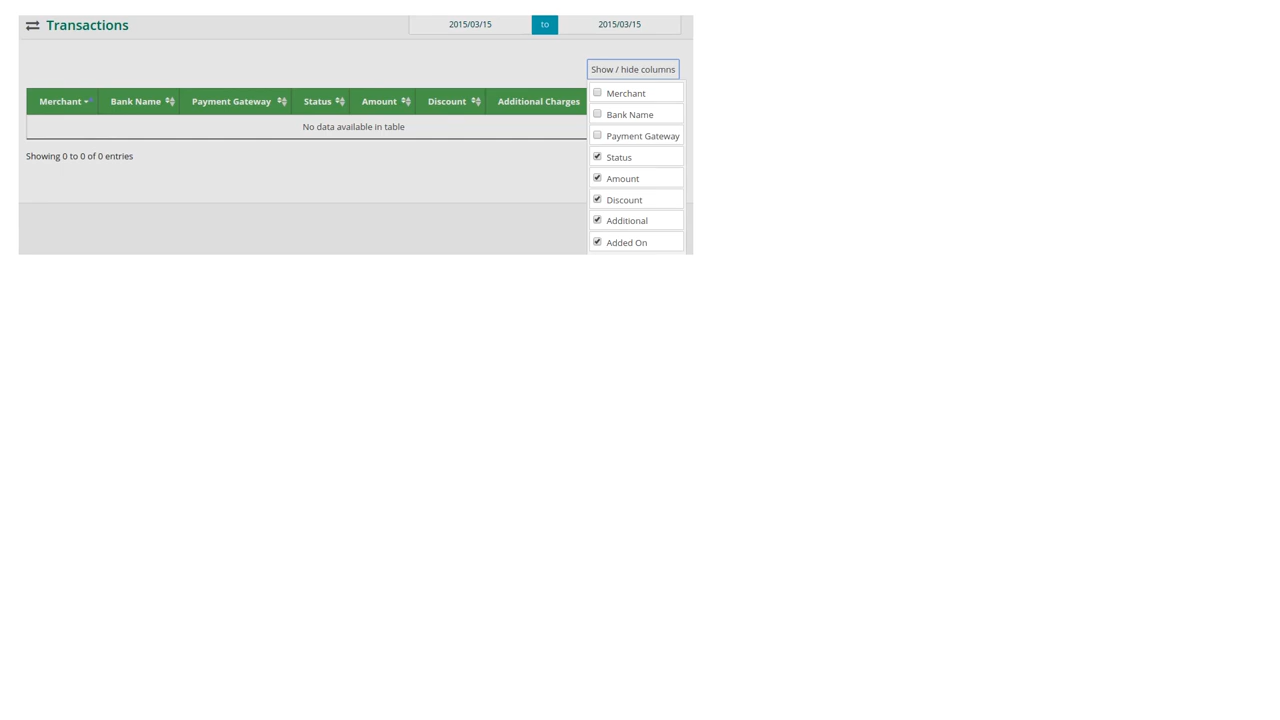 Transactions
2015/03/15 to 2015/03/15
Show / hide columns
Merchant Bank Name Payment Gateway Status Amount Discount Additional Charges
No data available in table
Showing 0 to 0 of 0 entries
Merchant
Bank Name
Payment Gateway
Status
Amount
Discount
Additional
Added On